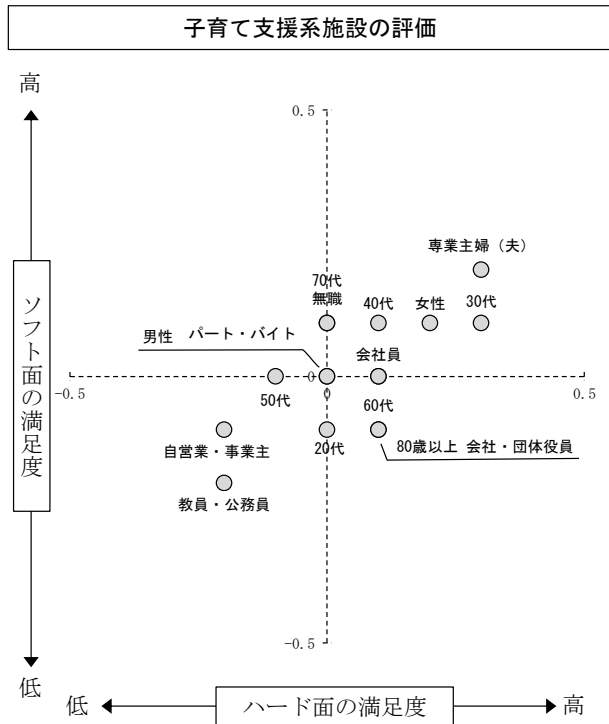 子育て支援系施設の評価
高
0.5
専業主婦（夫）
70代
無職
40代
女性
30代
男性 パート・バイト
会社員
ソフト面の満足度
-0.5
0
0
0.5
50代
60代
自営業・事業主
20代
80歳以上 会社・団体役員
教員・公務員
-0.5
低
低
ハード面の満足度
高